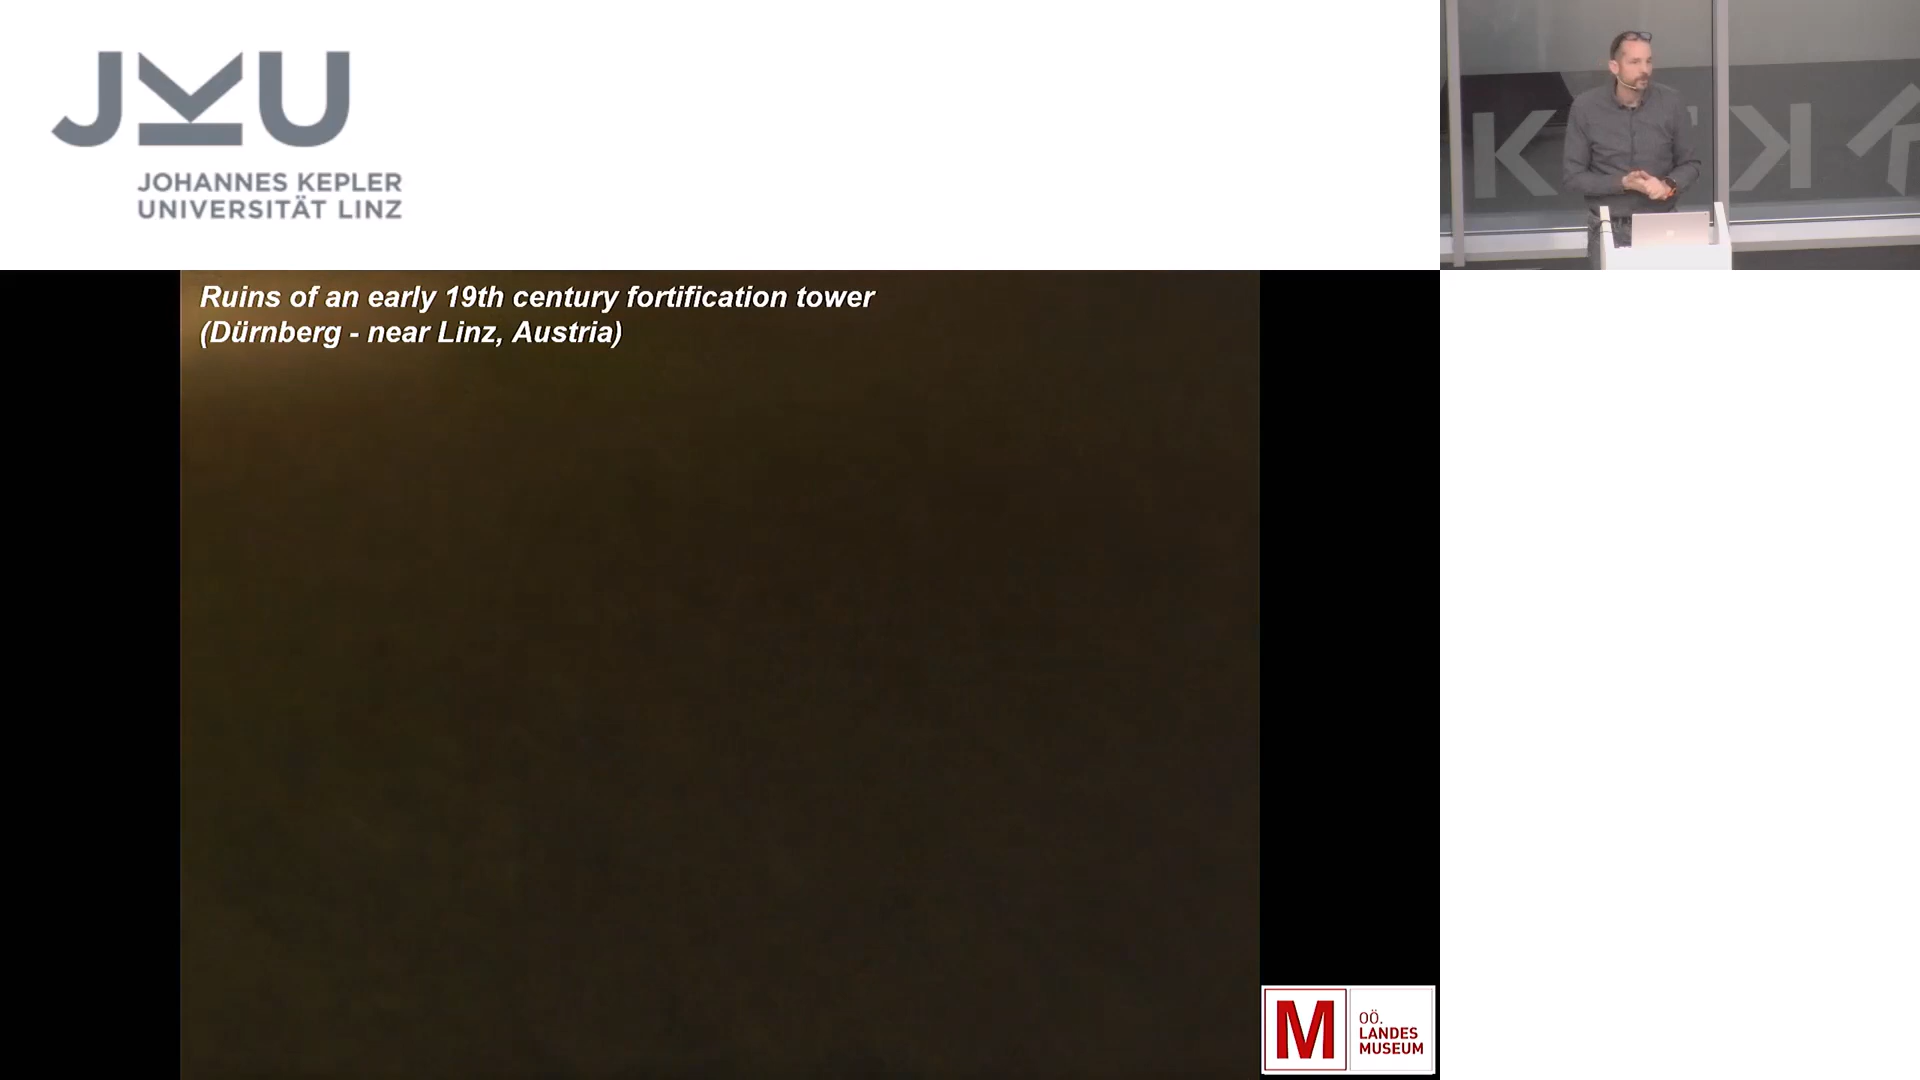 JKU
JOHANNES KEPLER
UNIVERSITÄT LINZ
Ruins of an early 19th century fortification tower
(Dürnberg - near Linz, Austria)
M
OÖ.
LANDES
MUSEUM